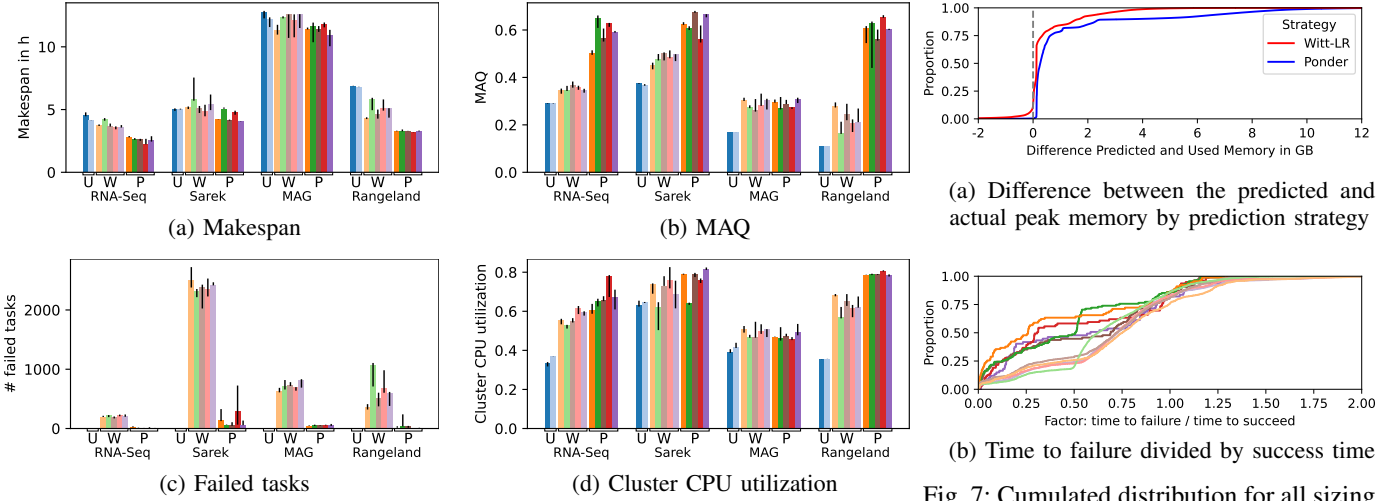 Makespan in h
10
5
0
U W P U W P U W P U W P
RNA-Seq Sarek MAG Rangeland
(a) Makespan
MAQ
0.6
0.4
0.2
0.0
U W P U W P U W P U W P
RNA-Seq Sarek MAG Rangeland
(b) MAQ
Proportion
1.00
0.75
0.50
0.25
0.00
Strategy
Witt-LR
Ponder
-2 0 2 4 6 8 10 12
Difference Predicted and Used Memory in GB
(a) Difference between the predicted and
actual peak memory by prediction strategy
# failed tasks
2000
1000
0
U W P U W P U W P U W P
RNA-Seq Sarek MAG Rangeland
(c) Failed tasks
Cluster CPU utilization
0.8
0.6
0.4
0.2
0.0
U W P U W P U W P U W P
RNA-Seq Sarek MAG Rangeland
(d) Cluster CPU utilization
Proportion
1.00
0.75
0.50
0.25
0.00
0.00 0.25 0.50 0.75 1.00 1.25 1.50 1.75 2.00
Factor: time to failure / time to succeed
(b) Time to failure divided by success time
Fig. 7: Cumulated distribution for all sizing